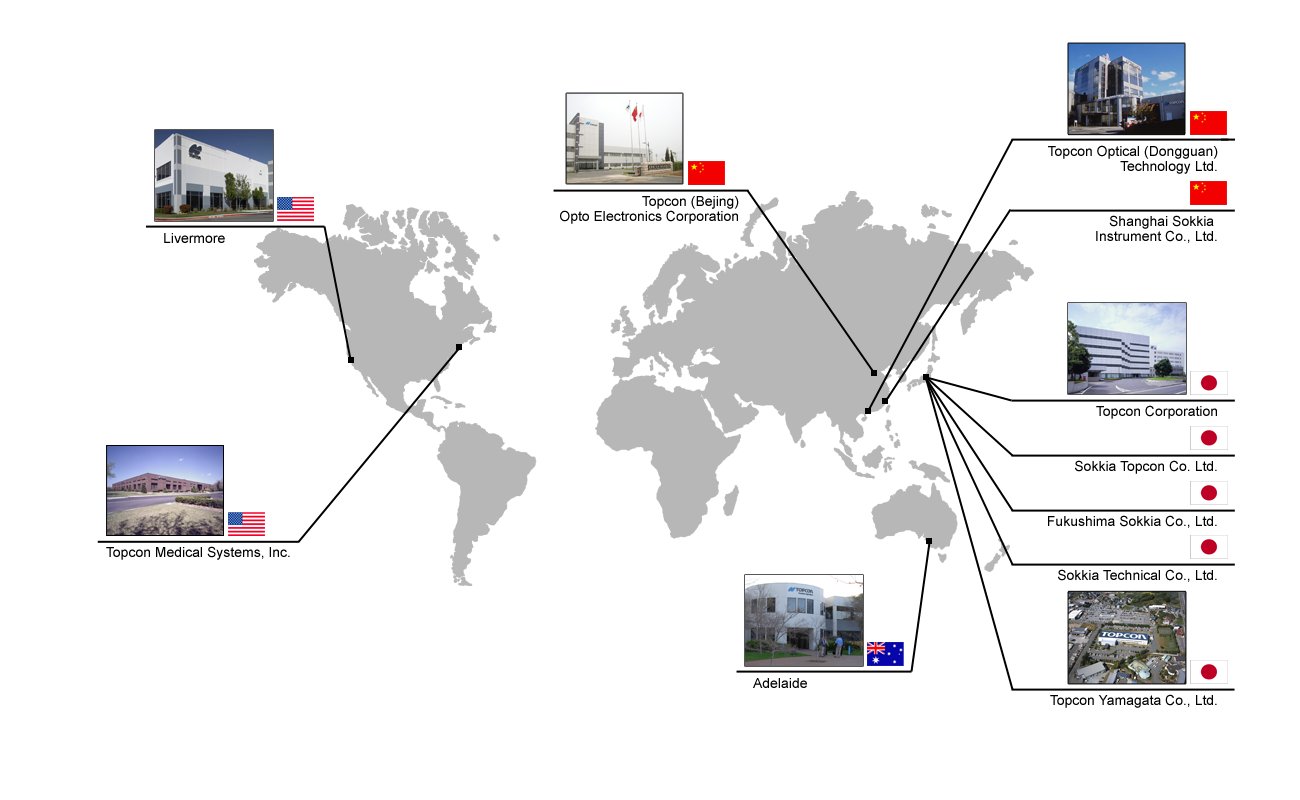 Topcon Optical (Dongguan)
Technology Ltd.
Topcon (Bejing)
Opto Electronics Corporation
Shanghai Sokkia
Instrument Co., Ltd.
Livermore
Topcon Corporation
Sokkia Topcon Co. Ltd.
Fukushima Sokkia Co., Ltd.
Topcon Medical Systems, Inc.
Sokkia Technical Co., Ltd.
TOPCON
TOPCON
Adelaide
Topcon Yamagata Co., Ltd.